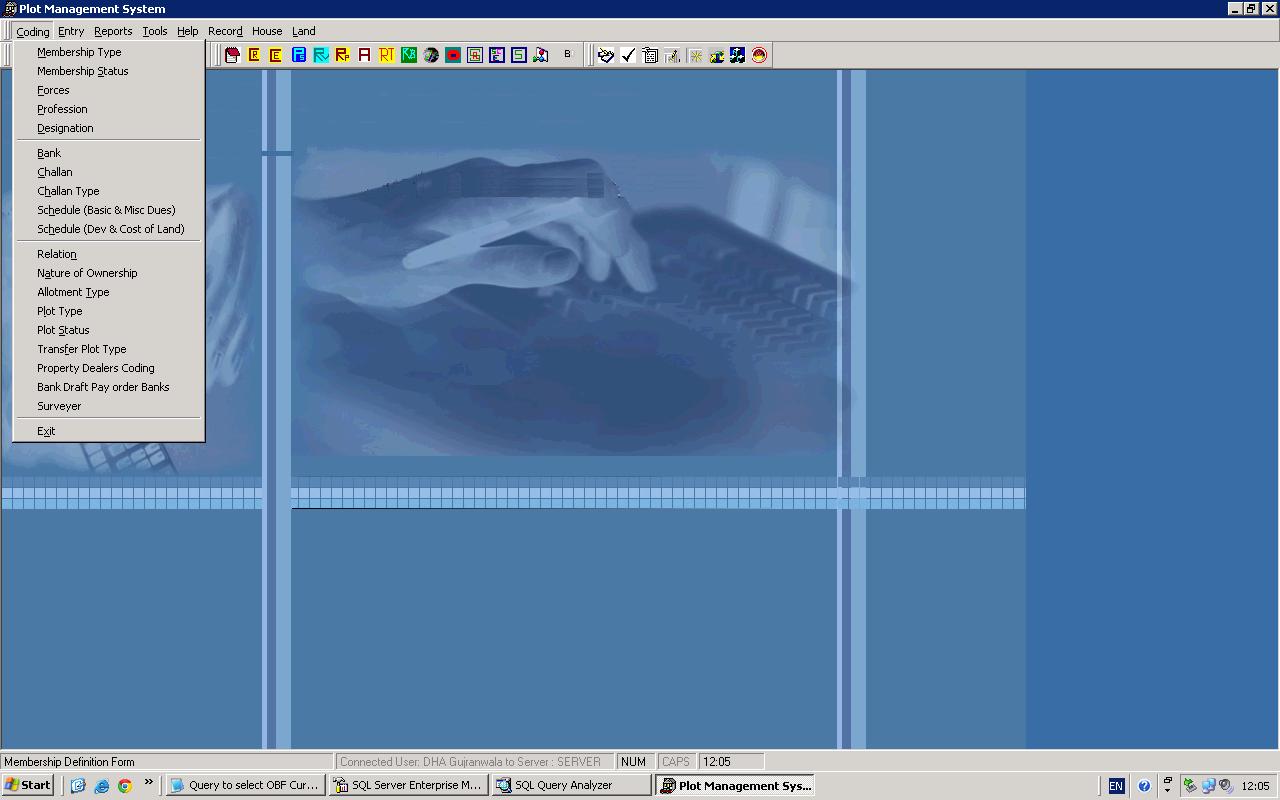 Plot Management System
Coding Entry Reports Tools Help Record House Land
B
Membership Type
Membership Status
Forces
Profession
Designation
Bank
Challan
Challan Type
Schedule (Basic & Misc Dues)
Schedule (Dev & Cost of Land)
Relation
Nature of Ownership
Allotment Type
Plot Type
Plot Status
Transfer Plot Type
Property Dealers Coding
Bank Draft Pay order Banks
Surveyer
Exit
Membership Definition Form Connected User: DHA Gujranwala to Server : SERVER NUM CAPS 12:05
Start » Query to select OBF Cur... SQL Server Enterprise M... SQL Query Analyzer Plot Management Sys... EN 12:05